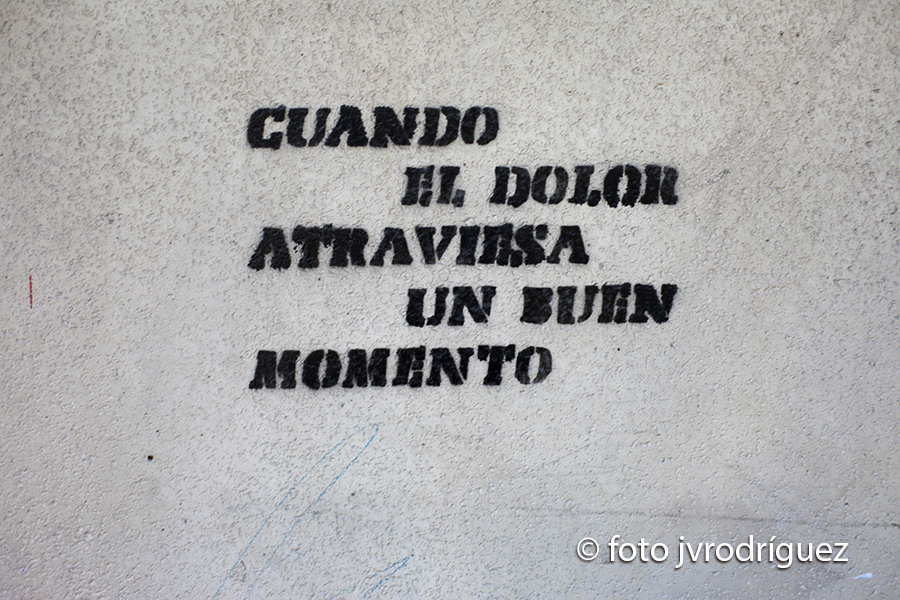 CUANDO
EL DOLOR
ATRAVIESA
UN BUEN
MOMENTO
© foto jvrodríguez